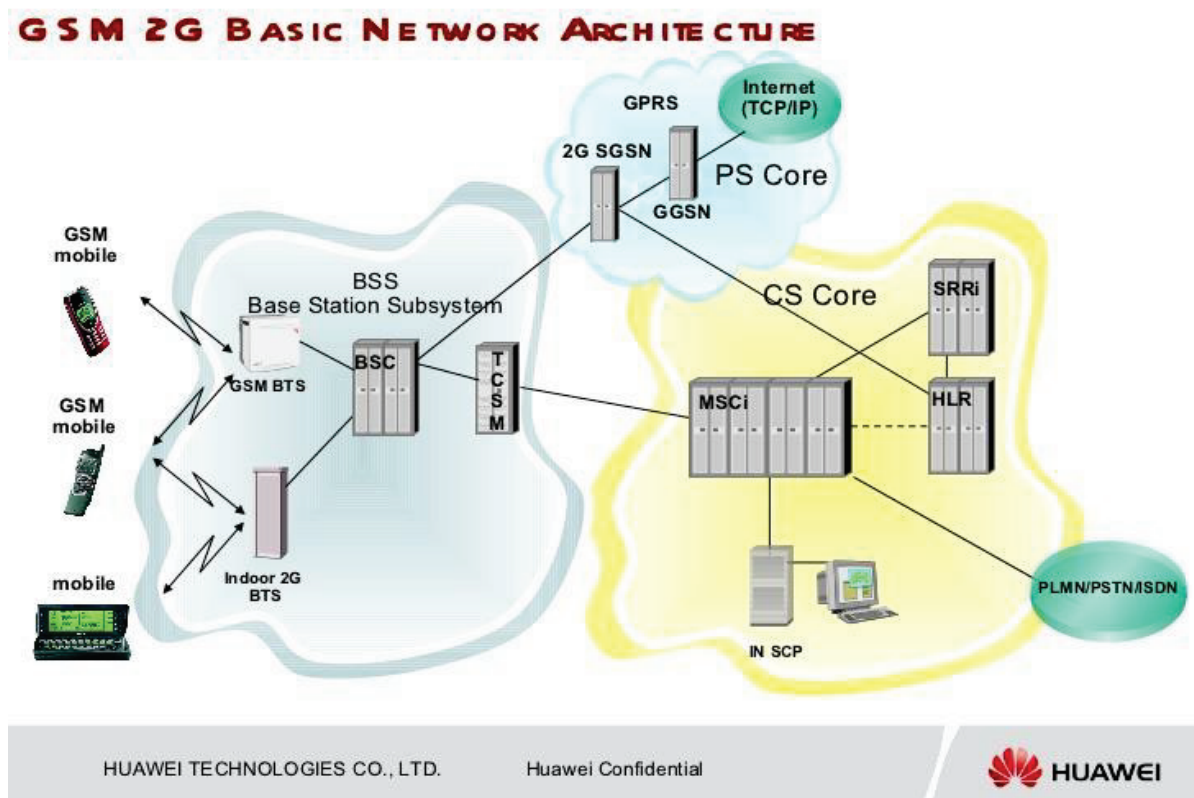 GSM 2G BASIC NETWORK ARCHITECTURE
Internet
(TCP/IP)
GPRS
2G SGSN
PS Core
GGSN
GSM
mobile
BSS
Base Station Subsystem
CS Core
SRRi
BSC
GSM BTS
T
C
S
M
MSCi
HLR
GSM
mobile
mobile
Indoor 2G
BTS
PLMN/PSTN/ISDN
IN SCP
HUAWEI TECHNOLOGIES CO., LTD.
Huawei Confidential
HUAWEI